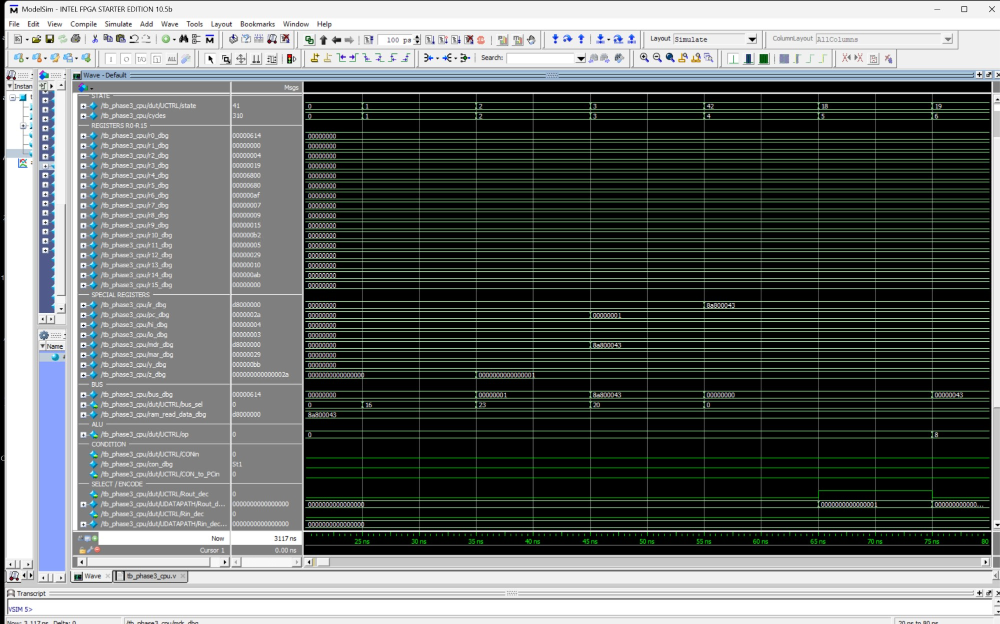 ModelSim - INTEL FPGA STARTER EDITION 10.5b
File Edit View Compile Simulate Add Wave Tools Layout Bookmarks Window Help
100 ps Layout Simulate ColumnLayout AllColumns
I O I/O ALL Search:
Instan Wave - Default
Msgs
STATE
/tb_phase3_cpu/dut/UCTRL/state 41 0 1 2 3 42 18 19
/tb_phase3_cpu/cycles 310 0 1 2 3 4 5 6
REGISTERS R0-R15
/tb_phase3_cpu/r0_dbg 00000614 00000000
/tb_phase3_cpu/r1_dbg 00000000 00000000
/tb_phase3_cpu/r2_dbg 00000004 00000000
/tb_phase3_cpu/r3_dbg 00000019 00000000
/tb_phase3_cpu/r4_dbg 00006800 00000000
/tb_phase3_cpu/r5_dbg 00000680 00000000
/tb_phase3_cpu/r6_dbg 000000af 00000000
/tb_phase3_cpu/r7_dbg 00000007 00000000
/tb_phase3_cpu/r8_dbg 00000009 00000000
/tb_phase3_cpu/r9_dbg 00000015 00000000
/tb_phase3_cpu/r10_dbg 000000b2 00000000
/tb_phase3_cpu/r11_dbg 00000005 00000000
/tb_phase3_cpu/r12_dbg 00000029 00000000
/tb_phase3_cpu/r13_dbg 00000010 00000000
/tb_phase3_cpu/r14_dbg 000000ab 00000000
/tb_phase3_cpu/r15_dbg 00000000 00000000
SPECIAL REGISTERS
/tb_phase3_cpu/ir_dbg d8000000 00000000 8a800043
/tb_phase3_cpu/pc_dbg 0000002a 00000000 00000001
/tb_phase3_cpu/hi_dbg 00000004 00000000
/tb_phase3_cpu/lo_dbg 00000003 00000000
/tb_phase3_cpu/mdr_dbg d8000000 00000000 8a800043
/tb_phase3_cpu/mar_dbg 00000029 00000000
/tb_phase3_cpu/y_dbg 000000bb 00000000
/tb_phase3_cpu/z_dbg 000000000000002a 0000000000000000 0000000000000001
BUS
/tb_phase3_cpu/bus_dbg 00000614 00000000 00000001 8a800043 00000000 00000043
/tb_phase3_cpu/dut/UCTRL/bus_sel 0 0 16 23 20 0
/tb_phase3_cpu/ram_read_data_dbg d8000000 8a800043
ALU
/tb_phase3_cpu/dut/UCTRL/op 0 0 8
CONDITION
/tb_phase3_cpu/dut/UCTRL/CONin 0
/tb_phase3_cpu/con_dbg St1
/tb_phase3_cpu/dut/UCTRL/CON_to_PCin 0
SELECT / ENCODE
/tb_phase3_cpu/dut/UCTRL/Rout_dec 0
/tb_phase3_cpu/dut/UDATAPATH/Rout_d... 0000000000000000 0000000000000000 0000000000000001 000000000000...
/tb_phase3_cpu/dut/UCTRL/Rin_dec 0
/tb_phase3_cpu/dut/UDATAPATH/Rin_dec... 0000000000000000 0000000000000000
Name
Now 3117 ns 25 ns 30 ns 35 ns 40 ns 45 ns 50 ns 55 ns 60 ns 65 ns 70 ns 75 ns 80
Cursor 1 0.00 ns
Wave tb_phase3_cpu.v
Transcript
VSIM 5>
Now: 3,117 ns Delta: 0 /tb_phase3_cpu/mdr_dbg 20 ns to 80 ns